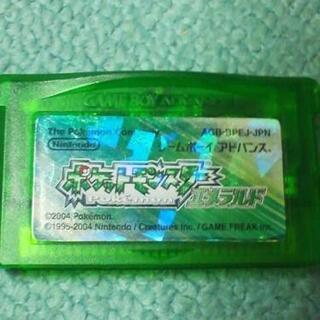 GAME BOY ADVANCE
The Pokémon Com
AGB-BPEJ-JPN
Nintendo
ゲームボーイアドバンス
ポケットモンスター
POKéMON
エメラルド
©2004 Pokémon.
©1995-2004 Nintendo / Creatures inc. / GAME FREAK inc.